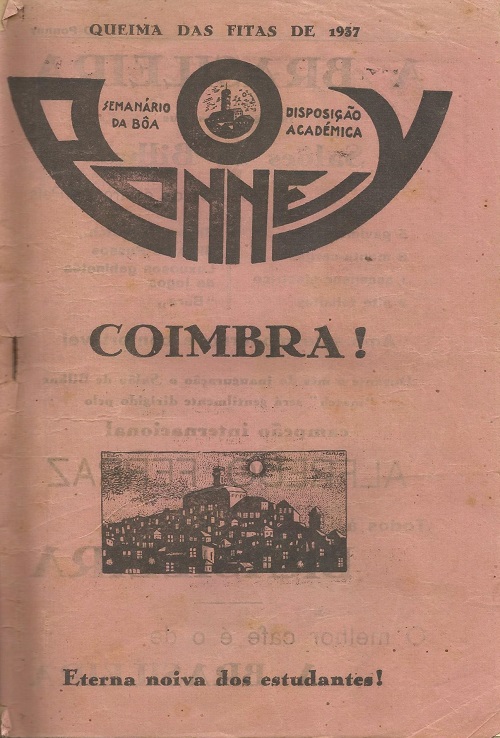 QUEIMA DAS FITAS DE 1937
O PONNEY
SEMANÁRIO
DA BÔA
DISPOSIÇÃO
ACADÉMICA
COIMBRA!
Eterna noiva dos estudantes!